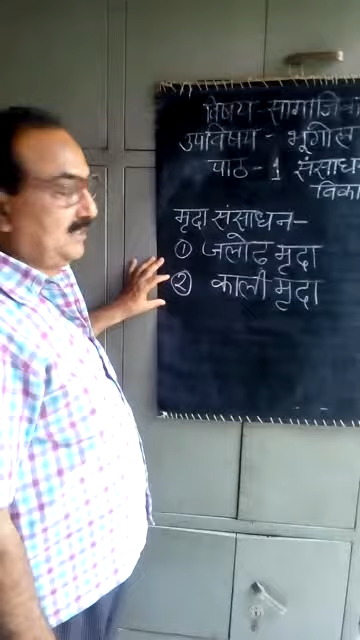 विषय - सामाजिक
उपविषय - भूगोल
पाठ - 1 संसाधन
विका
मृदा संसाधन -
① जलोढ मृदा
② काली मृदा